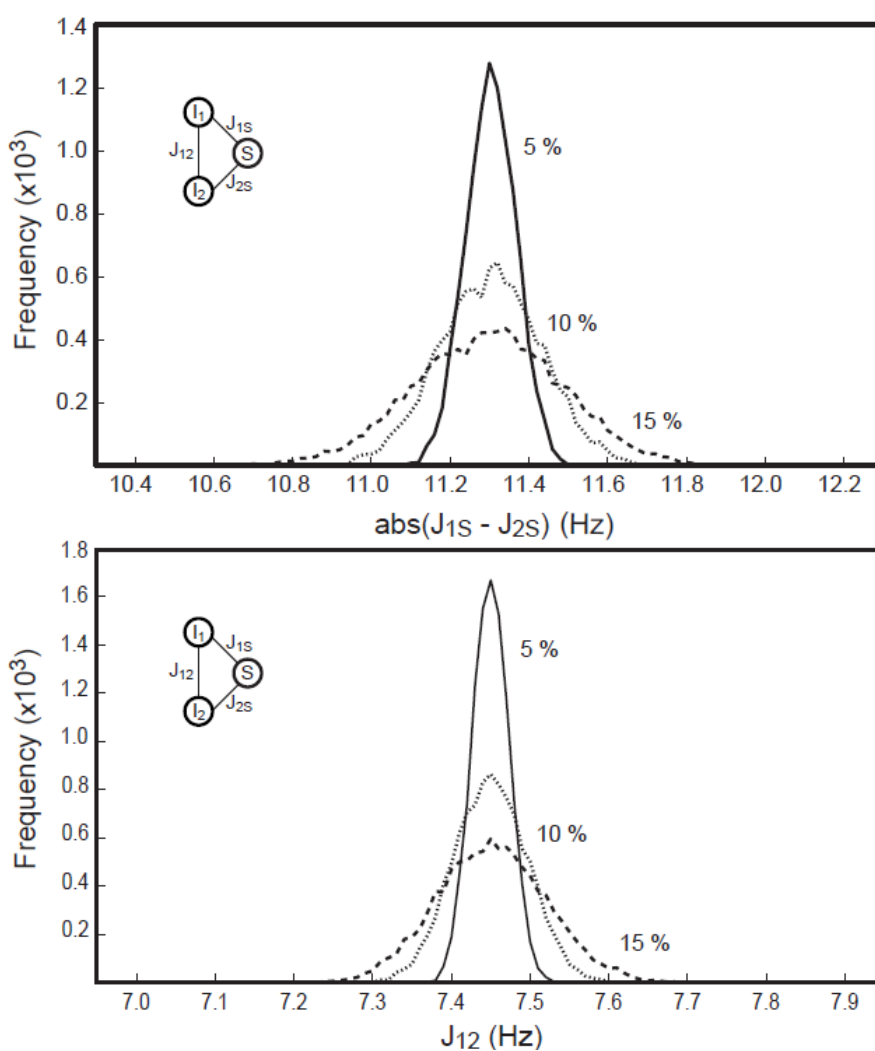 1.4
1.2
1.0
0.8
0.6
0.4
0.2
Frequency (x10³)
I₁
J₁S
J₁₂
S
I₂
J₂S
5 %
10 %
15 %
10.4 10.6 10.8 11.0 11.2 11.4 11.6 11.8 12.0 12.2
abs(J₁S - J₂S) (Hz)
1.8
1.6
1.4
1.2
1.0
0.8
0.6
0.4
0.2
Frequency (x10³)
I₁
J₁S
J₁₂
S
I₂
J₂S
5 %
10 %
15 %
7.0 7.1 7.2 7.3 7.4 7.5 7.6 7.7 7.8 7.9
J₁₂ (Hz)